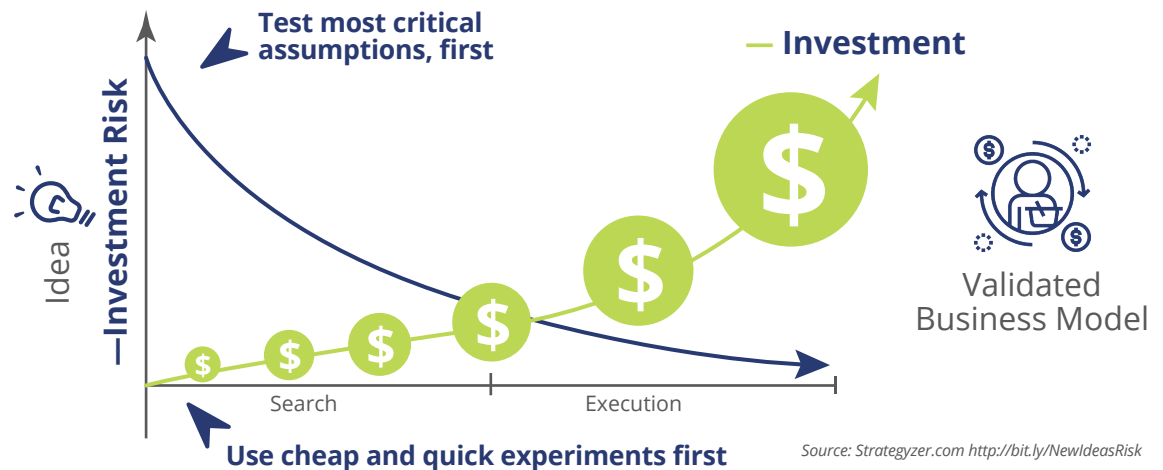 Test most critical
assumptions, first
— Investment
—Investment Risk
Idea
$
$
$
$
$
$
$
$
Validated
Business Model
Search
Execution
Use cheap and quick experiments first
Source: Strategyzer.com http://bit.ly/NewIdeasRisk